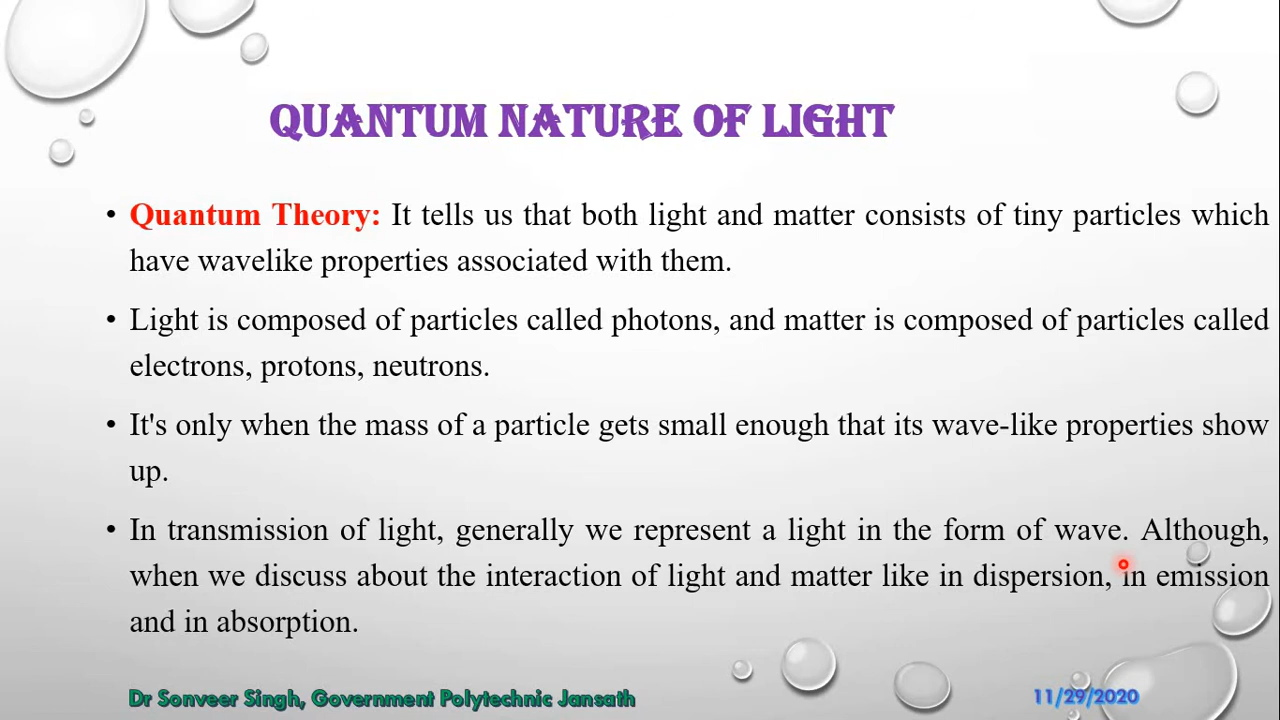 QUANTUM NATURE OF LIGHT
• Quantum Theory: It tells us that both light and matter consists of tiny particles which
have wavelike properties associated with them.
• Light is composed of particles called photons, and matter is composed of particles called
electrons, protons, neutrons.
• It's only when the mass of a particle gets small enough that its wave-like properties show
up.
• In transmission of light, generally we represent a light in the form of wave. Although,
when we discuss about the interaction of light and matter like in dispersion, in emission
and in absorption.
Dr Sonveer Singh, Government Polytechnic Jansath
11/29/2020